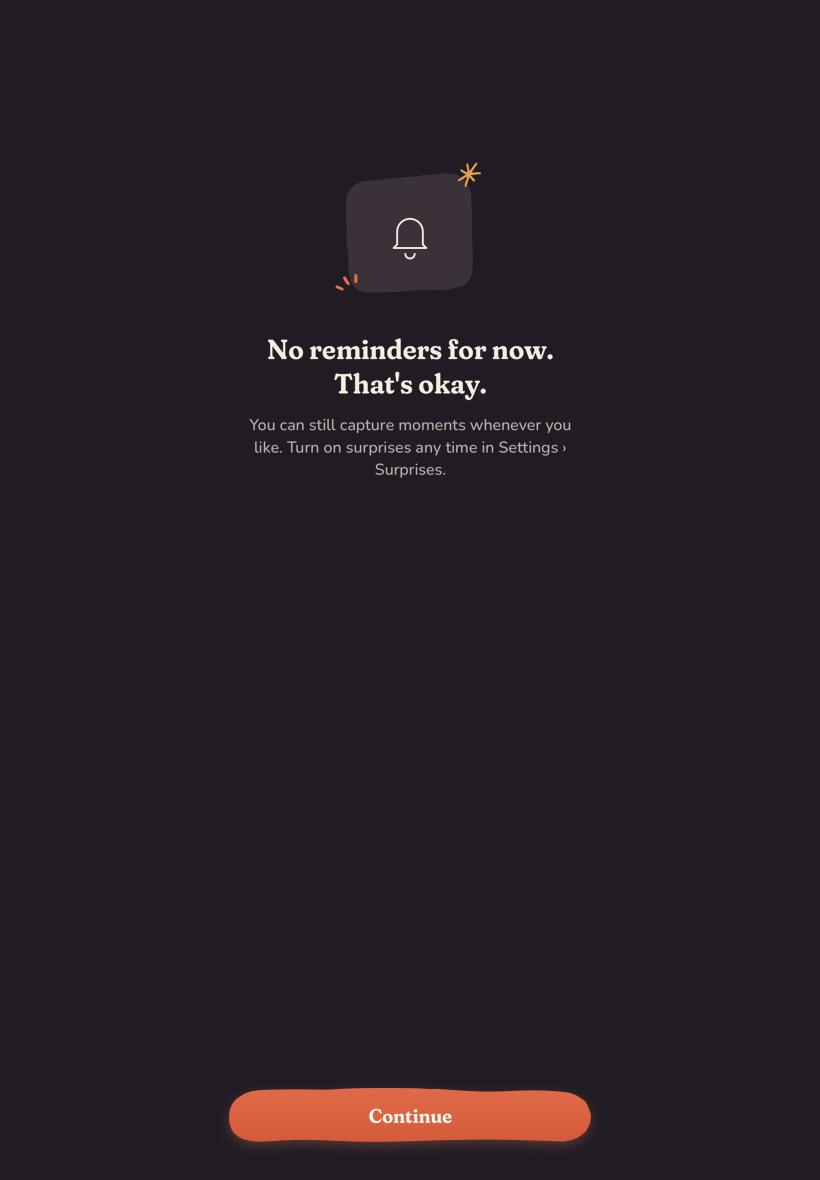 No reminders for now.
That's okay.
You can still capture moments whenever you
like. Turn on surprises any time in Settings ›
Surprises.
Continue